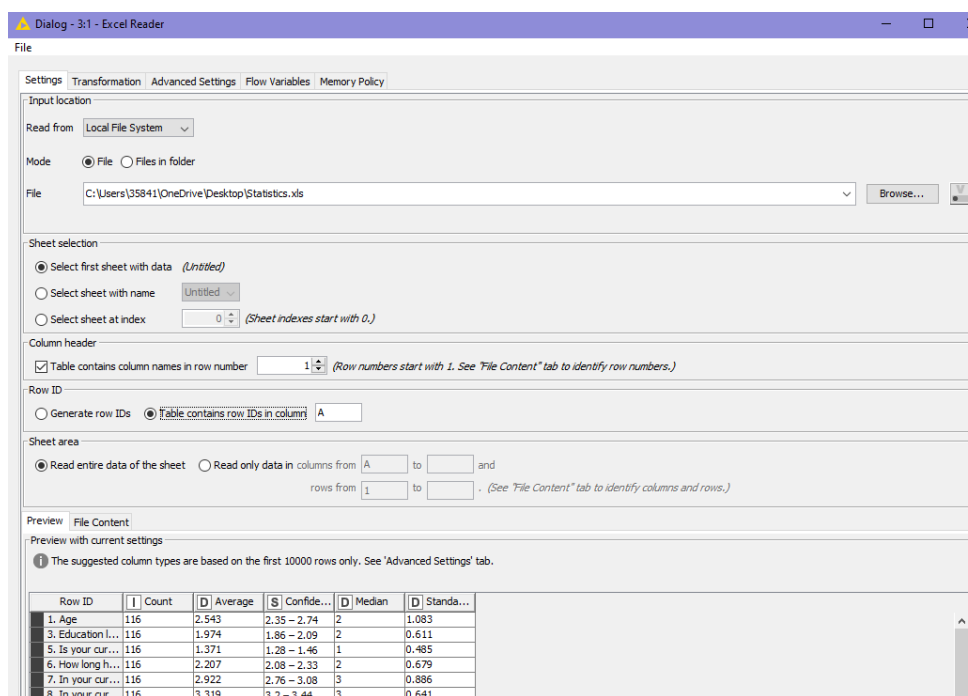 Dialog - 3:1 - Excel Reader
File
Settings Transformation Advanced Settings Flow Variables Memory Policy
Input location
Read from Local File System
Mode File Files in folder
File C:\Users\35841\OneDrive\Desktop\Statistics.xls Browse... V
Sheet selection
Select first sheet with data (Untitled)
Select sheet with name Untitled
Select sheet at index 0 (Sheet indexes start with 0.)
Column header
Table contains column names in row number 1 (Row numbers start with 1. See "File Content" tab to identify row numbers.)
Row ID
Generate row IDs Table contains row IDs in column A
Sheet area
Read entire data of the sheet Read only data in columns from A to and
rows from 1 to . (See "File Content" tab to identify columns and rows.)
Preview File Content
Preview with current settings
The suggested column types are based on the first 10000 rows only. See 'Advanced Settings' tab.
Row ID I Count D Average S Confide... D Median D Standa...
1. Age 116 2.543 2.35 – 2.74 2 1.083
3. Education l... 116 1.974 1.86 – 2.09 2 0.611
5. Is your cur... 116 1.371 1.28 – 1.46 1 0.485
6. How long h... 116 2.207 2.08 – 2.33 2 0.679
7. In your cur... 116 2.922 2.76 – 3.08 3 0.886
8. In your cur... 116 3.319 3.2 – 3.44 3 0.641